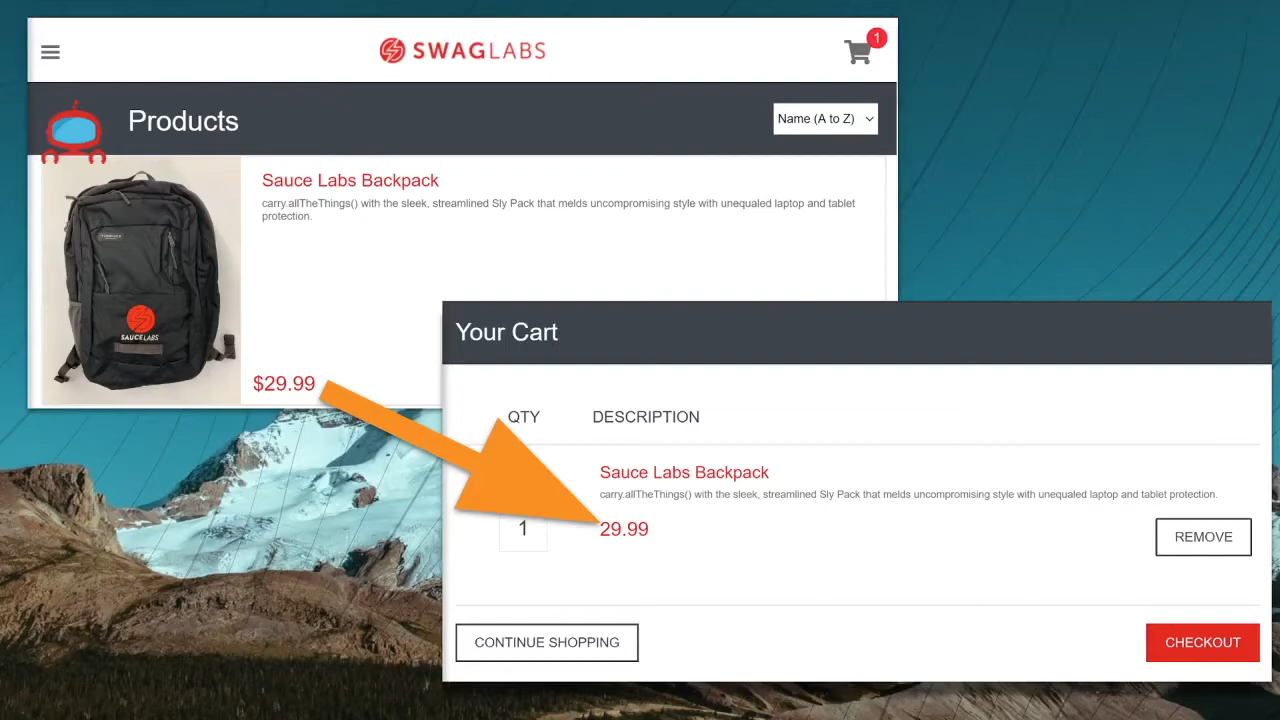 SWAGLABS
1
Products
Name (A to Z)
Sauce Labs Backpack
carry.allTheThings() with the sleek, streamlined Sly Pack that melds uncompromising style with unequaled laptop and tablet
protection.
SAUCELABS
$29.99
Your Cart
QTY
DESCRIPTION
Sauce Labs Backpack
carry.allTheThings() with the sleek, streamlined Sly Pack that melds uncompromising style with unequaled laptop and tablet protection.
1
29.99
REMOVE
CONTINUE SHOPPING
CHECKOUT